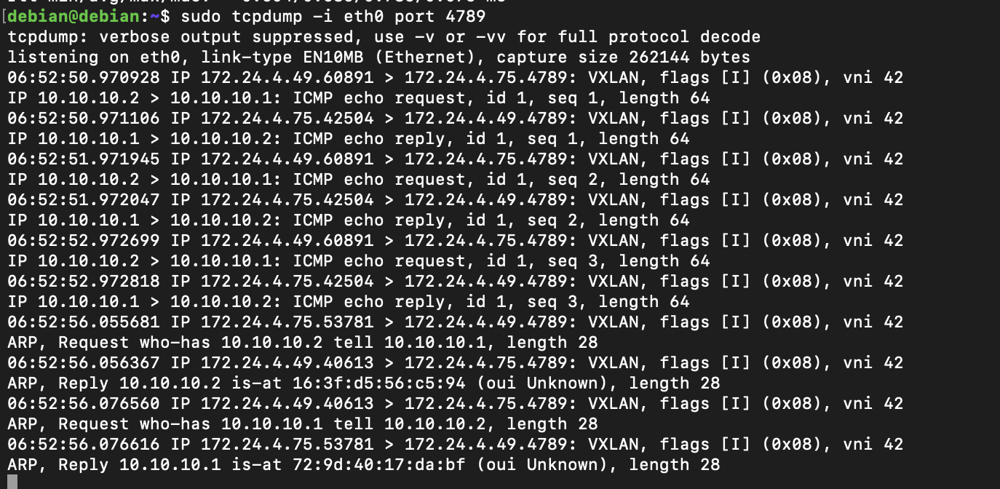 [debian@debian:~$ sudo tcpdump -i eth0 port 4789
tcpdump: verbose output suppressed, use -v or -vv for full protocol decode
listening on eth0, link-type EN10MB (Ethernet), capture size 262144 bytes
06:52:50.970928 IP 172.24.4.49.60891 > 172.24.4.75.4789: VXLAN, flags [I] (0x08), vni 42
IP 10.10.10.2 > 10.10.10.1: ICMP echo request, id 1, seq 1, length 64
06:52:50.971106 IP 172.24.4.75.42504 > 172.24.4.49.4789: VXLAN, flags [I] (0x08), vni 42
IP 10.10.10.1 > 10.10.10.2: ICMP echo reply, id 1, seq 1, length 64
06:52:51.971945 IP 172.24.4.49.60891 > 172.24.4.75.4789: VXLAN, flags [I] (0x08), vni 42
IP 10.10.10.2 > 10.10.10.1: ICMP echo request, id 1, seq 2, length 64
06:52:51.972047 IP 172.24.4.75.42504 > 172.24.4.49.4789: VXLAN, flags [I] (0x08), vni 42
IP 10.10.10.1 > 10.10.10.2: ICMP echo reply, id 1, seq 2, length 64
06:52:52.972699 IP 172.24.4.49.60891 > 172.24.4.75.4789: VXLAN, flags [I] (0x08), vni 42
IP 10.10.10.2 > 10.10.10.1: ICMP echo request, id 1, seq 3, length 64
06:52:52.972818 IP 172.24.4.75.42504 > 172.24.4.49.4789: VXLAN, flags [I] (0x08), vni 42
IP 10.10.10.1 > 10.10.10.2: ICMP echo reply, id 1, seq 3, length 64
06:52:56.055681 IP 172.24.4.75.53781 > 172.24.4.49.4789: VXLAN, flags [I] (0x08), vni 42
ARP, Request who-has 10.10.10.2 tell 10.10.10.1, length 28
06:52:56.056367 IP 172.24.4.49.40613 > 172.24.4.75.4789: VXLAN, flags [I] (0x08), vni 42
ARP, Reply 10.10.10.2 is-at 16:3f:d5:56:c5:94 (oui Unknown), length 28
06:52:56.076560 IP 172.24.4.49.40613 > 172.24.4.75.4789: VXLAN, flags [I] (0x08), vni 42
ARP, Request who-has 10.10.10.1 tell 10.10.10.2, length 28
06:52:56.076616 IP 172.24.4.75.53781 > 172.24.4.49.4789: VXLAN, flags [I] (0x08), vni 42
ARP, Reply 10.10.10.1 is-at 72:9d:40:17:da:bf (oui Unknown), length 28